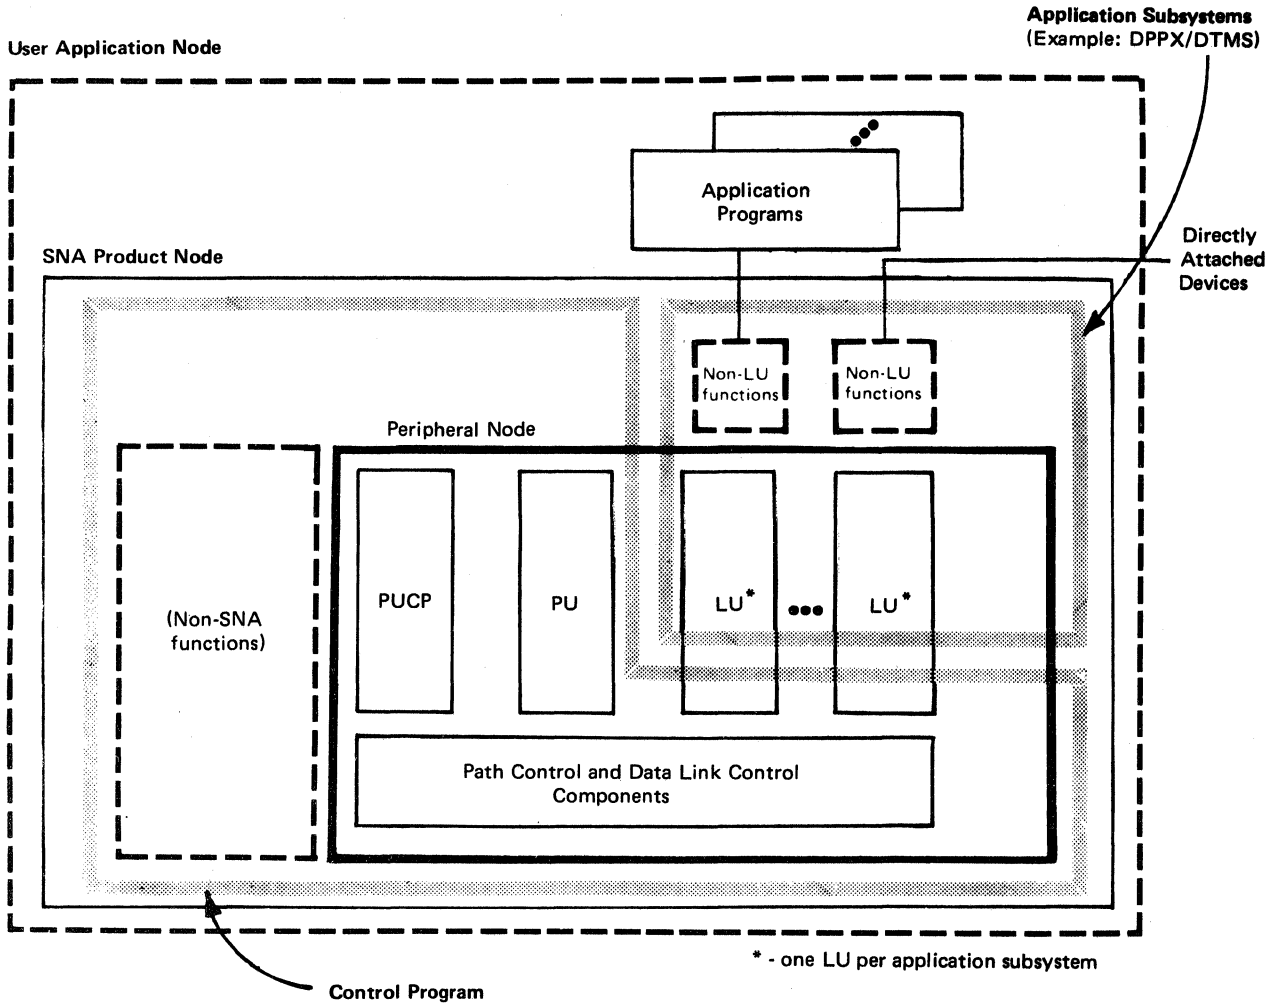 Application Subsystems
(Example: DPPX/DTMS)
User Application Node
Application
Programs
Directly
Attached
Devices
SNA Product Node
Non-LU
functions
Non-LU
functions
Peripheral Node
PUCP
PU
LU*
LU*
(Non-SNA
functions)
Path Control and Data Link Control
Components
* - one LU per application subsystem
Control Program